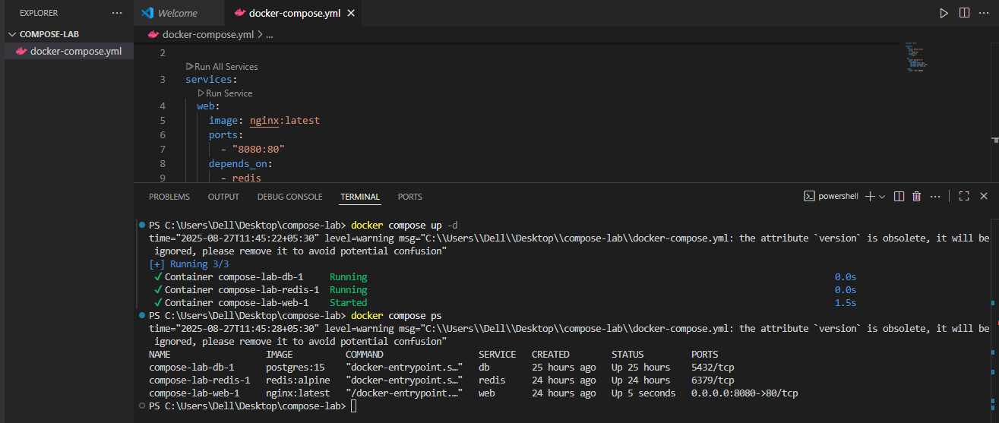 EXPLORER
COMPOSE-LAB
docker-compose.yml
Welcome
docker-compose.yml
docker-compose.yml > ...
2
Run All Services
3 services:
Run Service
4 web:
5 image: nginx:latest
6 ports:
7 - "8080:80"
8 depends_on:
9 - redis
PROBLEMS OUTPUT DEBUG CONSOLE TERMINAL PORTS
powershell
PS C:\Users\Dell\Desktop\compose-lab> docker compose up -d
time="2025-08-27T11:45:22+05:30" level=warning msg="C:\\Users\\Dell\\Desktop\\compose-lab\\docker-compose.yml: the attribute `version` is obsolete, it will be
ignored, please remove it to avoid potential confusion"
[+] Running 3/3
✓ Container compose-lab-db-1 Running 0.0s
✓ Container compose-lab-redis-1 Running 0.0s
✓ Container compose-lab-web-1 Started 1.5s
PS C:\Users\Dell\Desktop\compose-lab> docker compose ps
time="2025-08-27T11:45:28+05:30" level=warning msg="C:\\Users\\Dell\\Desktop\\compose-lab\\docker-compose.yml: the attribute `version` is obsolete, it will be
ignored, please remove it to avoid potential confusion"
NAME IMAGE COMMAND SERVICE CREATED STATUS PORTS
compose-lab-db-1 postgres:15 "docker-entrypoint.s…" db 25 hours ago Up 25 hours 5432/tcp
compose-lab-redis-1 redis:alpine "docker-entrypoint.s…" redis 24 hours ago Up 24 hours 6379/tcp
compose-lab-web-1 nginx:latest "/docker-entrypoint.…" web 24 hours ago Up 5 seconds 0.0.0.0:8080->80/tcp
PS C:\Users\Dell\Desktop\compose-lab>